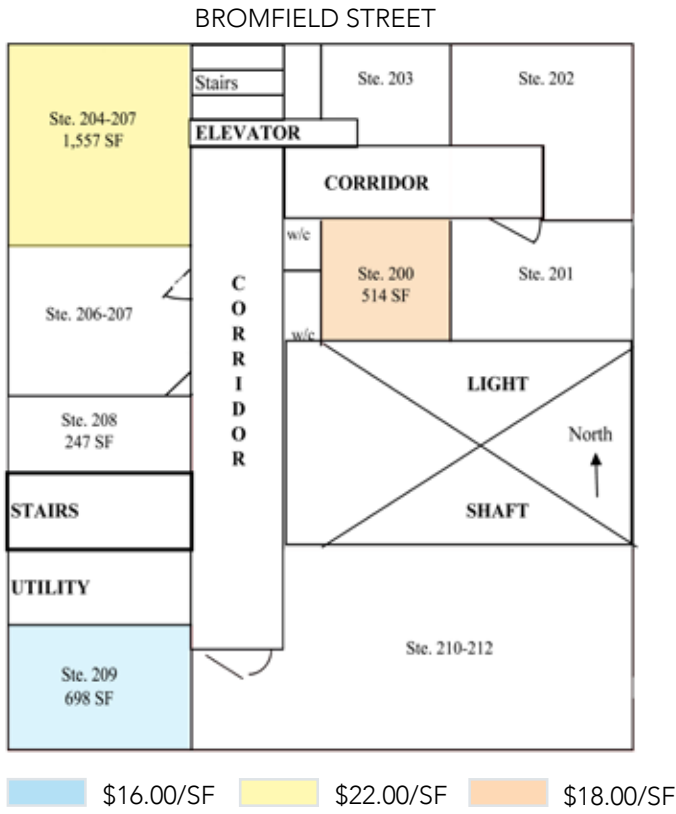 BROMFIELD STREET
Ste. 204-207
1,557 SF
Stairs
Ste. 203
Ste. 202
ELEVATOR
CORRIDOR
w/c
Ste. 200
514 SF
Ste. 201
Ste. 206-207
C
O
R
R
I
D
O
R
w/c
LIGHT
Ste. 208
247 SF
North
STAIRS
SHAFT
UTILITY
Ste. 210-212
Ste. 209
698 SF
$16.00/SF
$22.00/SF
$18.00/SF